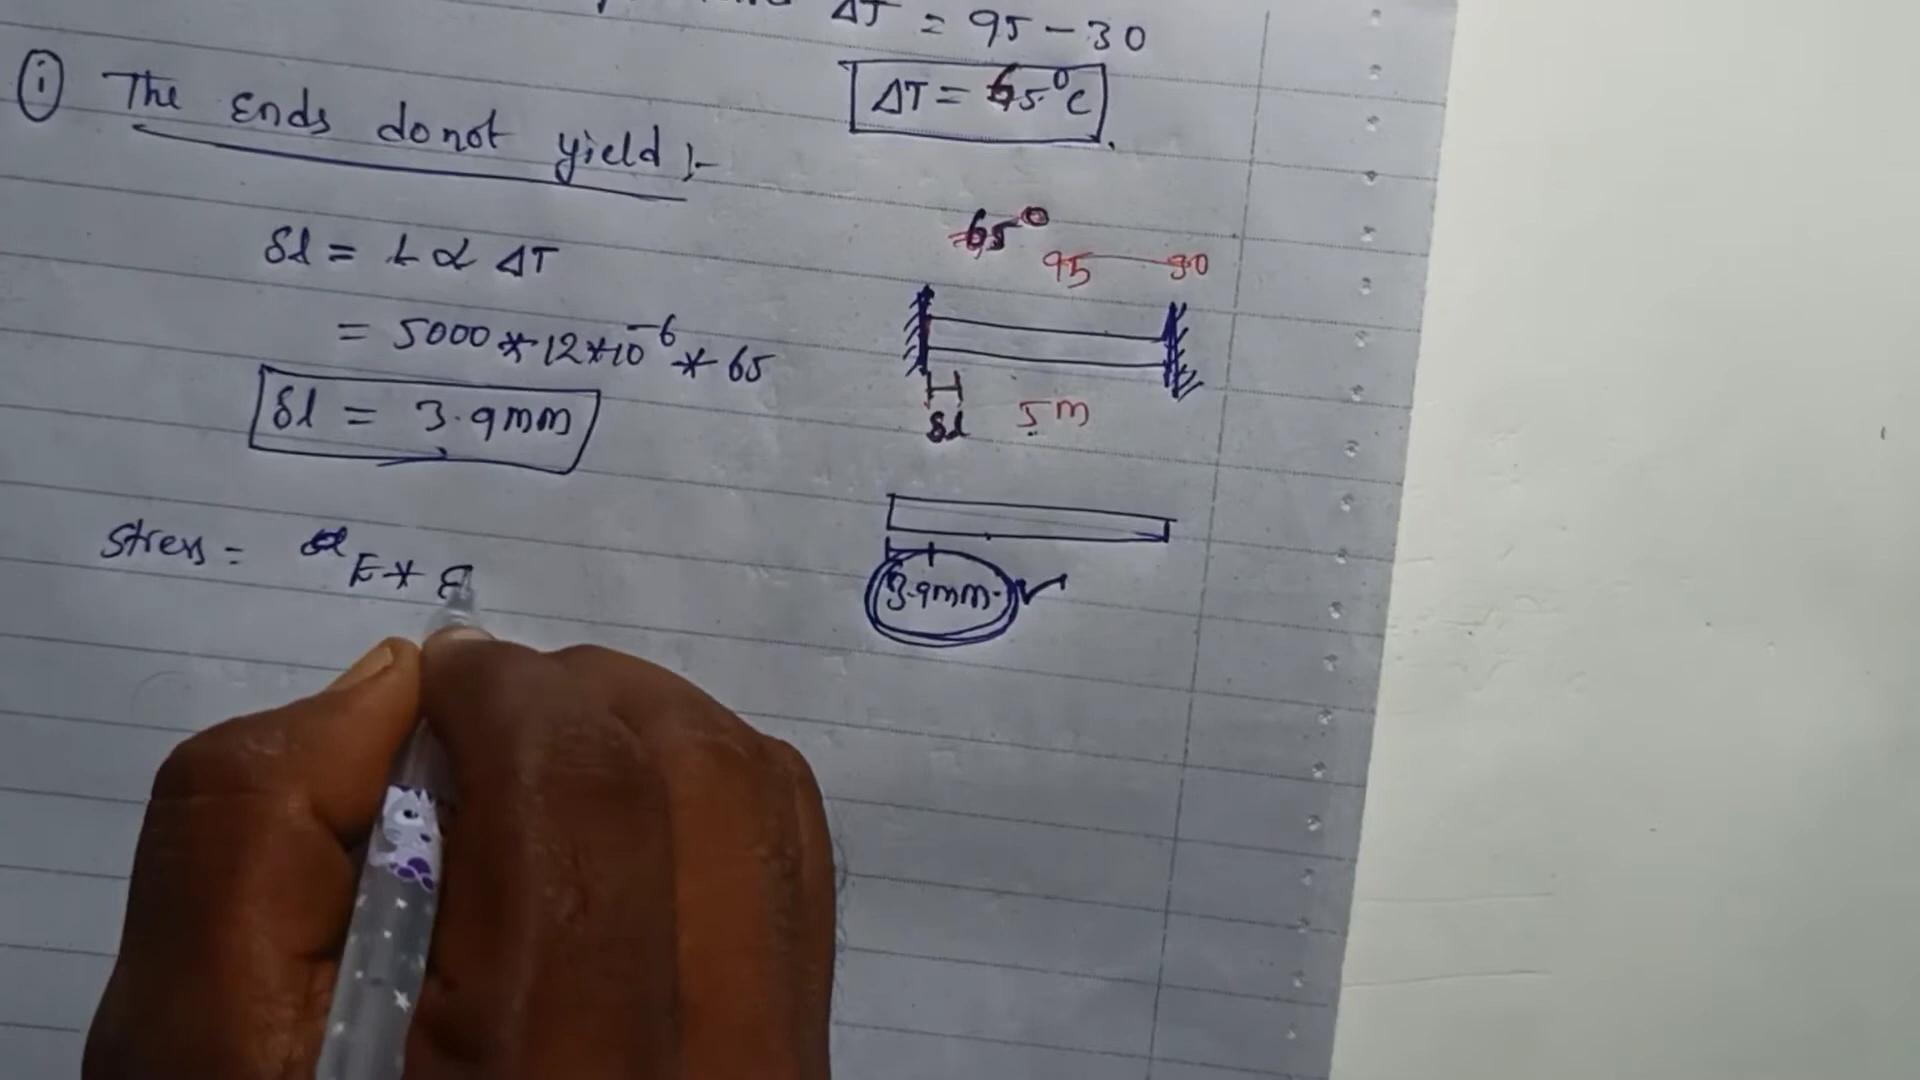 ΔT = 95 - 30
ΔT = 65°C
(i) The Ends donot yield :-
δl = L α ΔT
= 5000 * 12 * 10⁻⁶ * 65
δl = 3.9mm
65°
95 30
δl 5m
3.9mm
Stress = E * ε